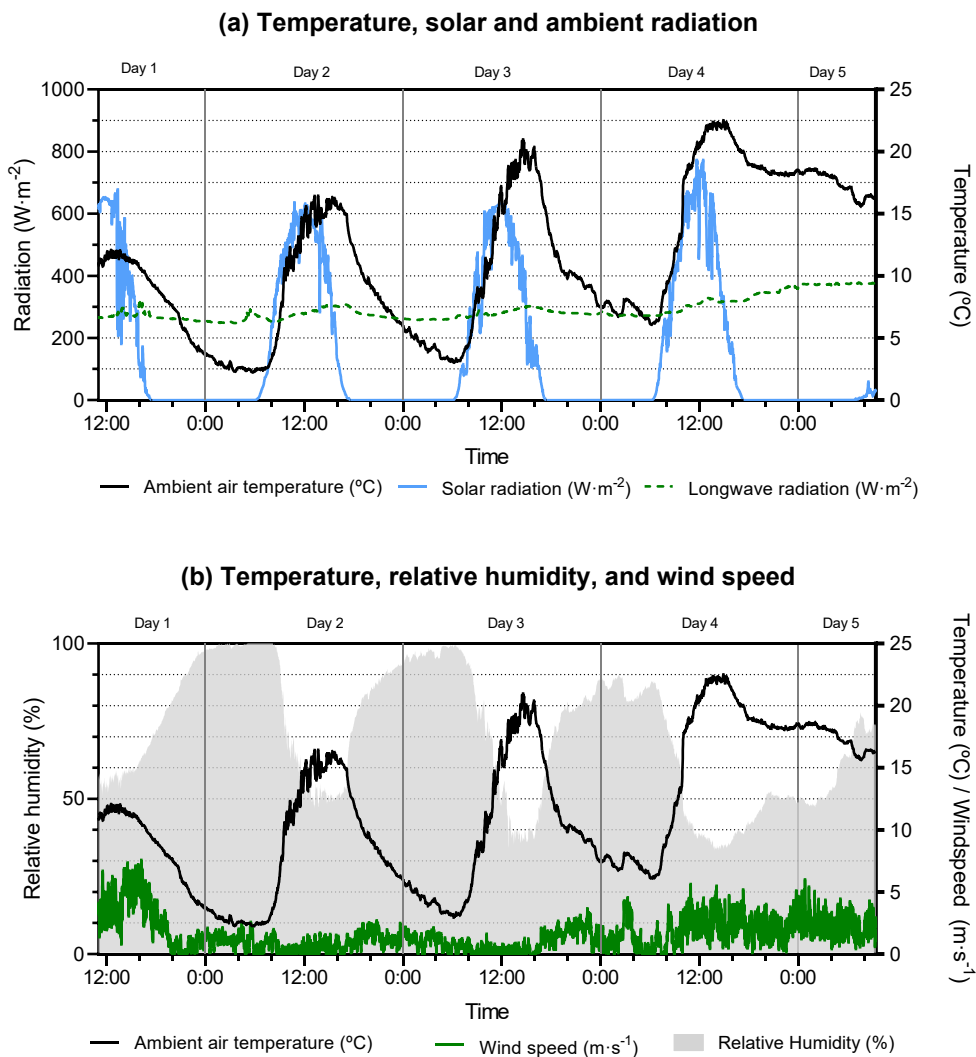 (a) Temperature, solar and ambient radiation
Day 1 Day 2 Day 3 Day 4 Day 5
1000 25
800 20
600 15
400 10
200 5
0 0
Radiation (W·m-2)
Temperature (ºC)
12:00 0:00 12:00 0:00 12:00 0:00 12:00 0:00
Time
Ambient air temperature (ºC) Solar radiation (W·m-2) Longwave radiation (W·m-2)
(b) Temperature, relative humidity, and wind speed
Day 1 Day 2 Day 3 Day 4 Day 5
100 25
20
15
50
10
5
0 0
Relative humidity (%)
Temperature (ºC) / Windspeed (m·s-1)
12:00 0:00 12:00 0:00 12:00 0:00 12:00 0:00
Time
Ambient air temperature (ºC) Wind speed (m·s-1) Relative Humidity (%)